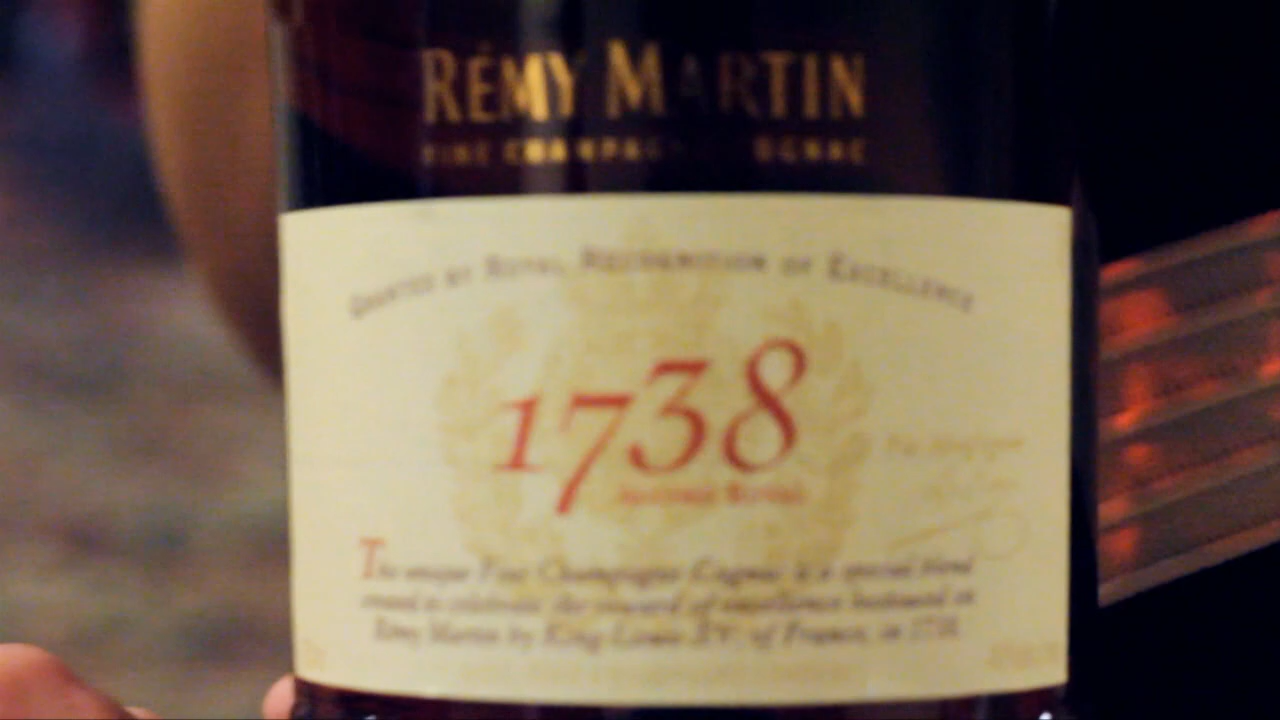 RÉMY MARTIN
FINE CHAMPAGNE COGNAC
GRANTED BY ROYAL RECOGNITION OF EXCELLENCE
1738
ACCORD ROYAL
This unique Fine Champagne Cognac is a special blend
created to celebrate the reward of excellence bestowed on
Rémy Martin by King Louis XV of France, in 1738.